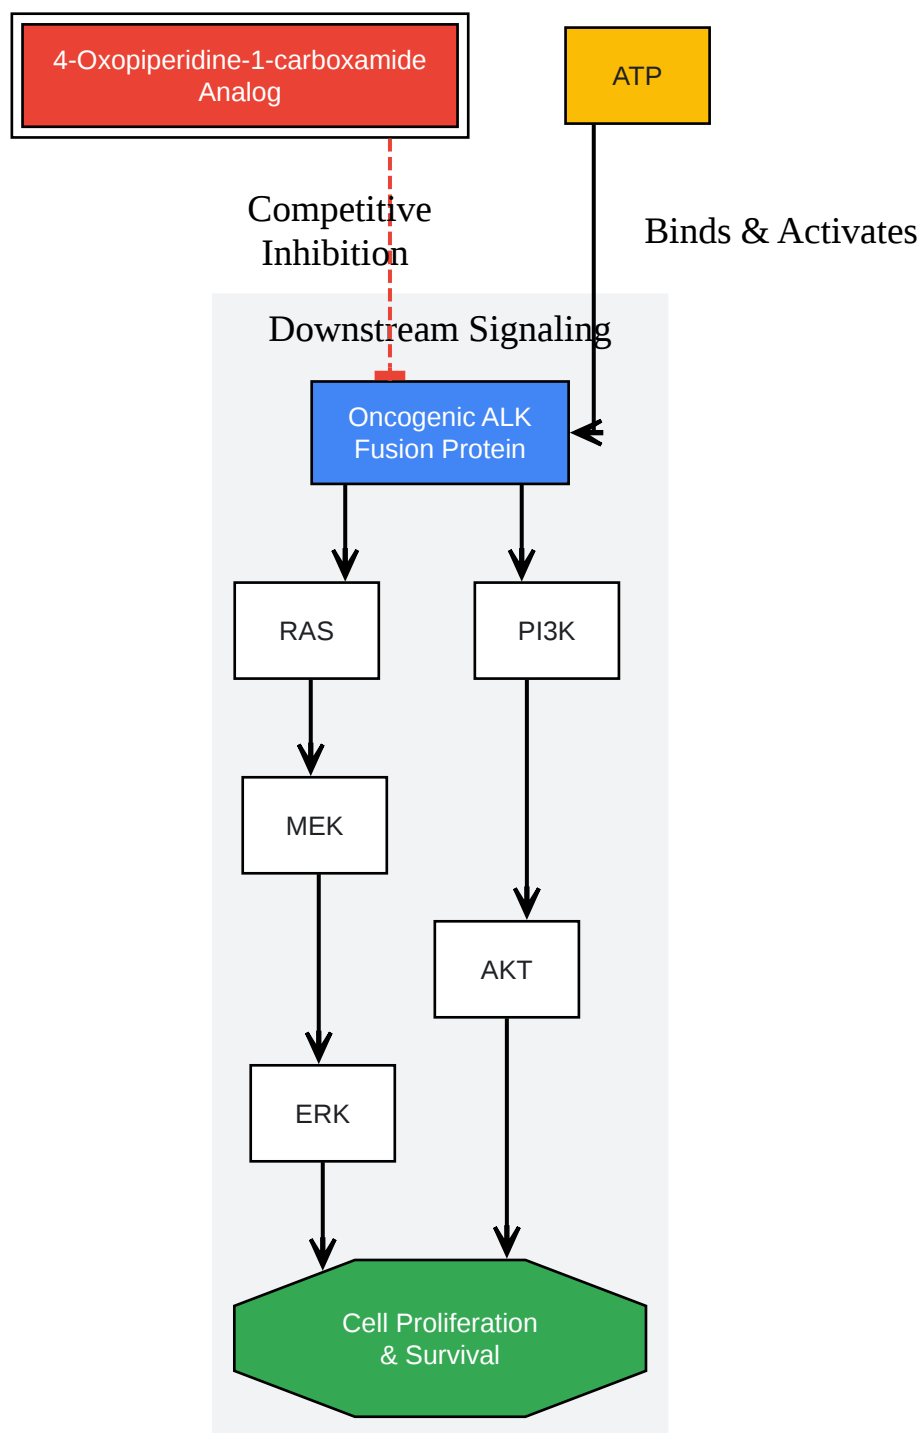 4-Oxopiperidine-1-carboxamide
Analog
ATP
Competitive
Inhibition
Binds & Activates
Downstream Signaling
Oncogenic ALK
Fusion Protein
RAS
PI3K
MEK
AKT
ERK
Cell Proliferation
& Survival